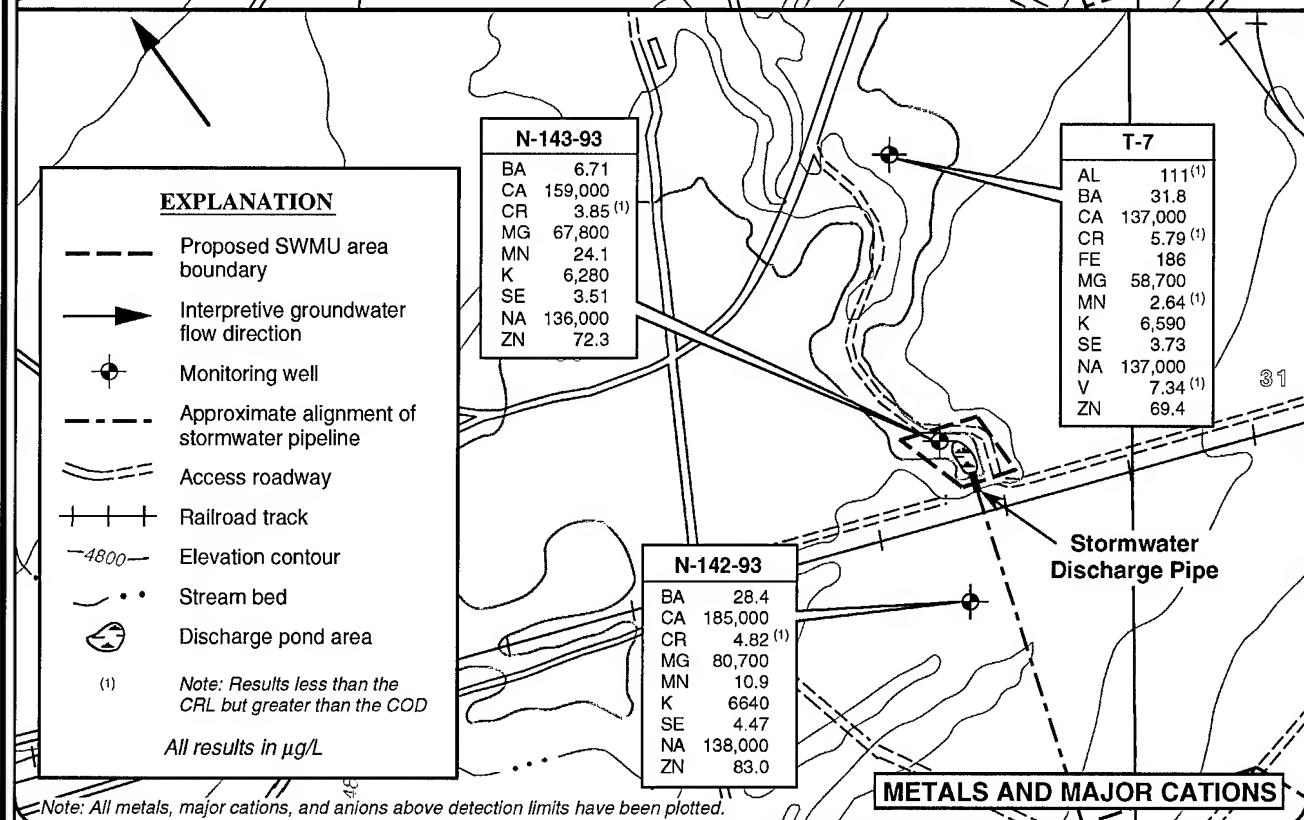 EXPLANATION
Proposed SWMU area
boundary
Interpretive groundwater
flow direction
Monitoring well
Approximate alignment of
stormwater pipeline
Access roadway
Railroad track
4800
Elevation contour
Stream bed
Discharge pond area
(1)
Note: Results less than the
CRL but greater than the COD
All results in µg/L
N-143-93
BA 6.71
CA 159,000
CR 3.85 (1)
MG 67,800
MN 24.1
K 6,280
SE 3.51
NA 136,000
ZN 72.3
T-7
AL 111(1)
BA 31.8
CA 137,000
CR 5.79 (1)
FE 186
MG 58,700
MN 2.64 (1)
K 6,590
SE 3.73
NA 137,000
V 7.34 (1)
ZN 69.4
31
Stormwater
Discharge Pipe
N-142-93
BA 28.4
CA 185,000
CR 4.82 (1)
MG 80,700
MN 10.9
K 6640
SE 4.47
NA 138,000
ZN 83.0
METALS AND MAJOR CATIONS
Note: All metals, major cations, and anions above detection limits have been plotted.